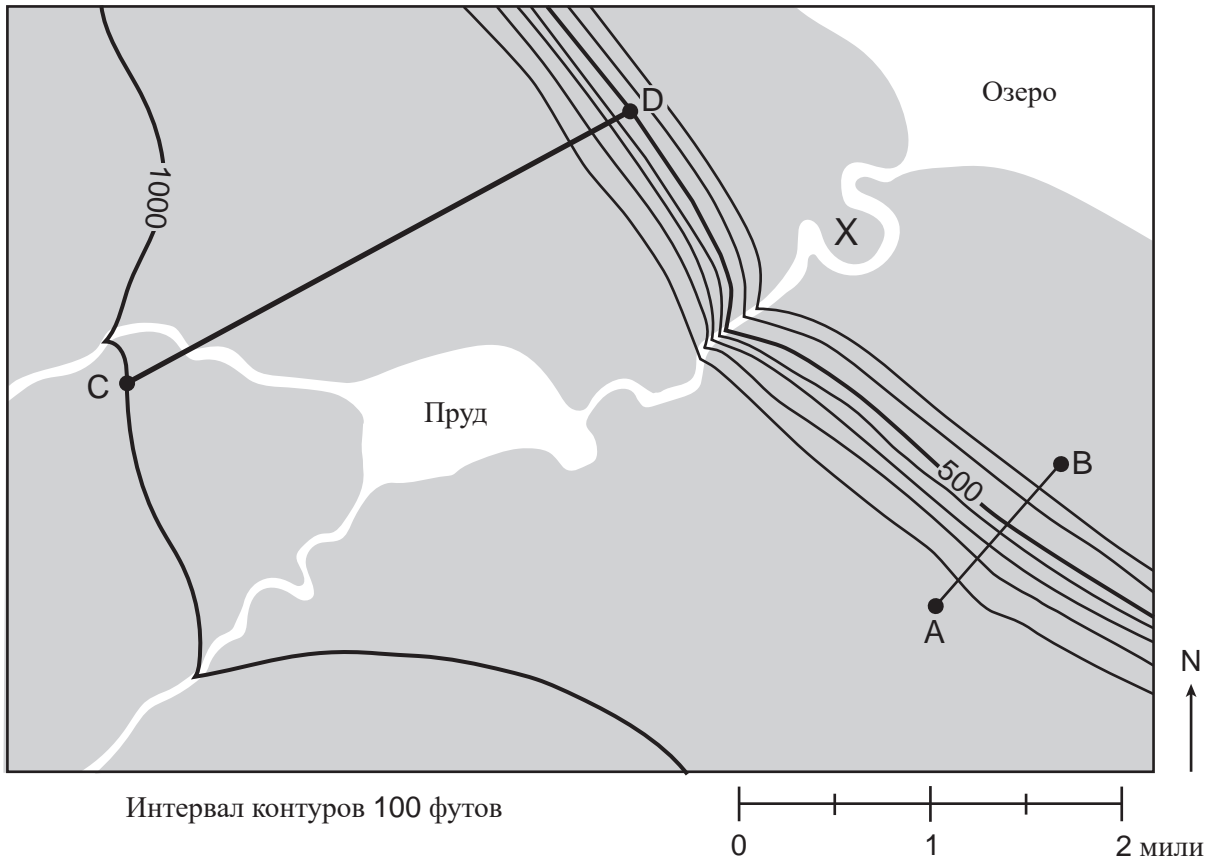 D
Озеро
1000
X
C
Пруд
B
500
A
N
Интервал контуров 100 футов
0 1 2 мили